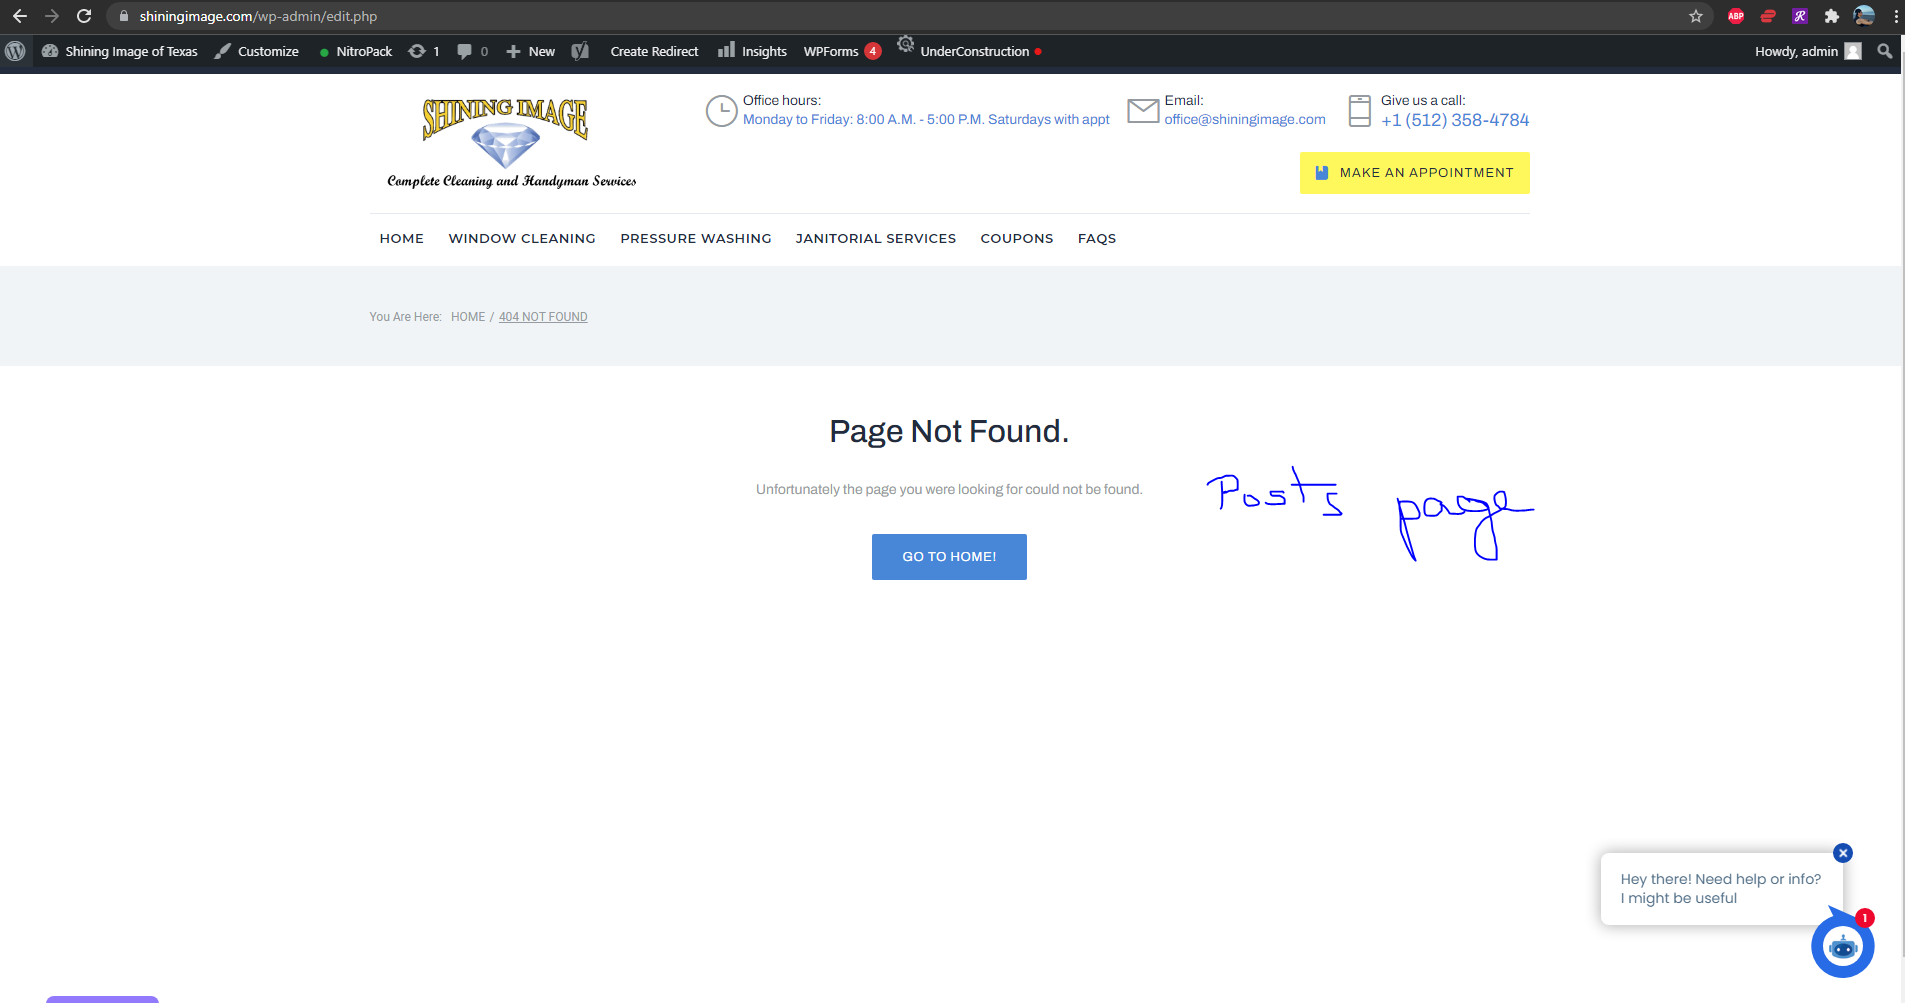 shiningimage.com/wp-admin/edit.php
ABP
Shining Image of Texas Customize NitroPack 1 0 New Create Redirect Insights WPForms 4 UnderConstruction Howdy, admin
SHINING IMAGE
Complete Cleaning and Handyman Services
Office hours:
Monday to Friday: 8:00 A.M. - 5:00 P.M. Saturdays with appt
Email:
office@shiningimage.com
Give us a call:
+1 (512) 358-4784
MAKE AN APPOINTMENT
HOME WINDOW CLEANING PRESSURE WASHING JANITORIAL SERVICES COUPONS FAQS
You Are Here: HOME / 404 NOT FOUND
Page Not Found.
Unfortunately the page you were looking for could not be found.
Posts page
GO TO HOME!
Hey there! Need help or info?
I might be useful
1